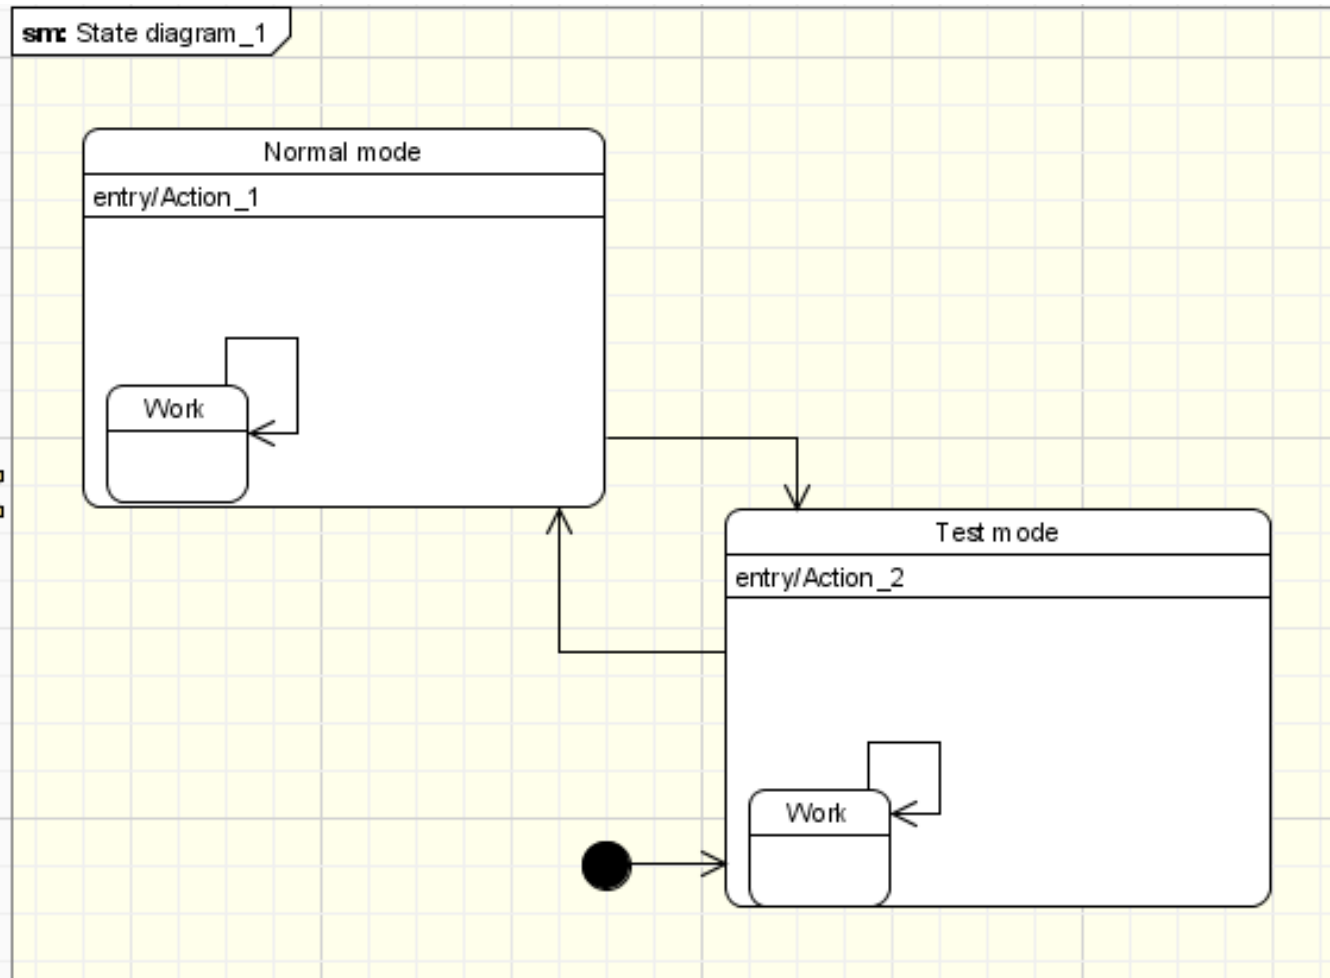 sm: State diagram_1
Normal mode
entry/Action_1
Work
Test mode
entry/Action_2
Work